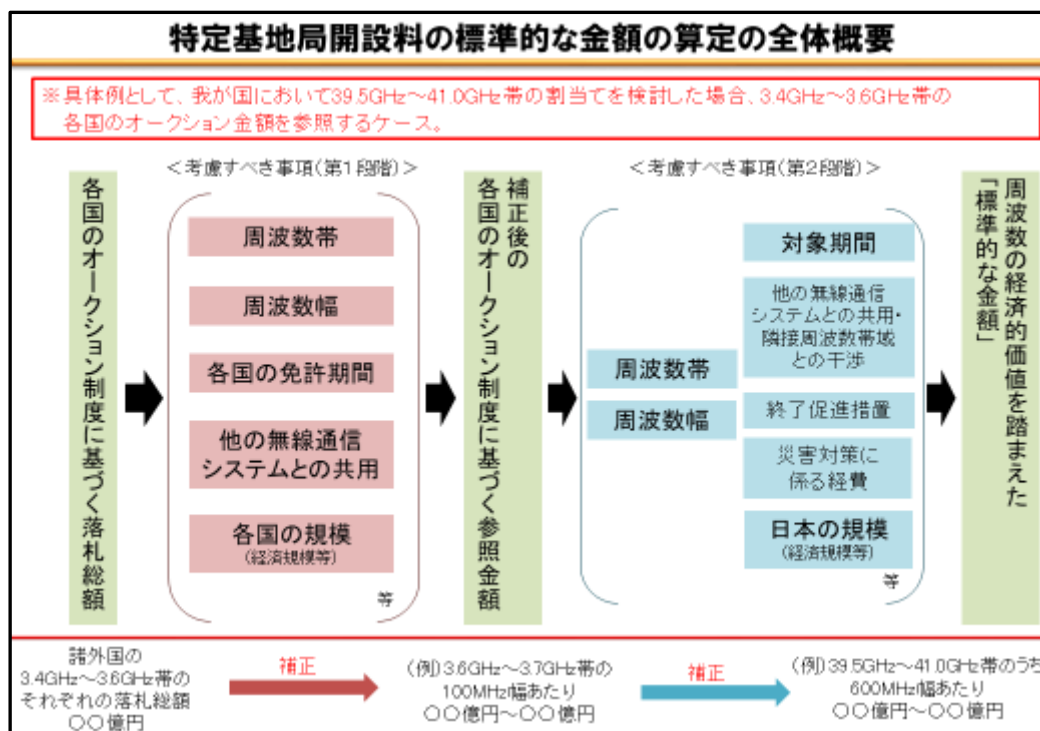 特定基地局開設料の標準的な金額の算定の全体概要
※具体例として、我が国において39.5GHz～41.0GHz帯の割当てを検討した場合、3.4GHz～3.6GHz帯の
各国のオークション金額を参照するケース。
各国のオークション制度に基づく落札総額
＜考慮すべき事項(第1段階)＞
周波数帯
周波数幅
各国の免許期間
他の無線通信
システムとの共用
各国の規模
(経済規模等)
等
補正後の
各国のオークション制度に基づく参照金額
＜考慮すべき事項(第2段階)＞
周波数帯
周波数幅
対象期間
他の無線通信
システムとの共用・
隣接周波数帯域
との干渉
終了促進措置
災害対策に
係る経費
日本の規模
(経済規模等)
等
周波数の経済的価値を踏まえた
「標準的な金額」
諸外国の
3.4GHz～3.6GHz帯の
それぞれの落札総額
〇〇億円
補正
(例)3.6GHz～3.7GHz帯の
100MHz幅あたり
〇〇億円～〇〇億円
補正
(例)39.5GHz～41.0GHz帯のうち
600MHz幅あたり
〇〇億円～〇〇億円